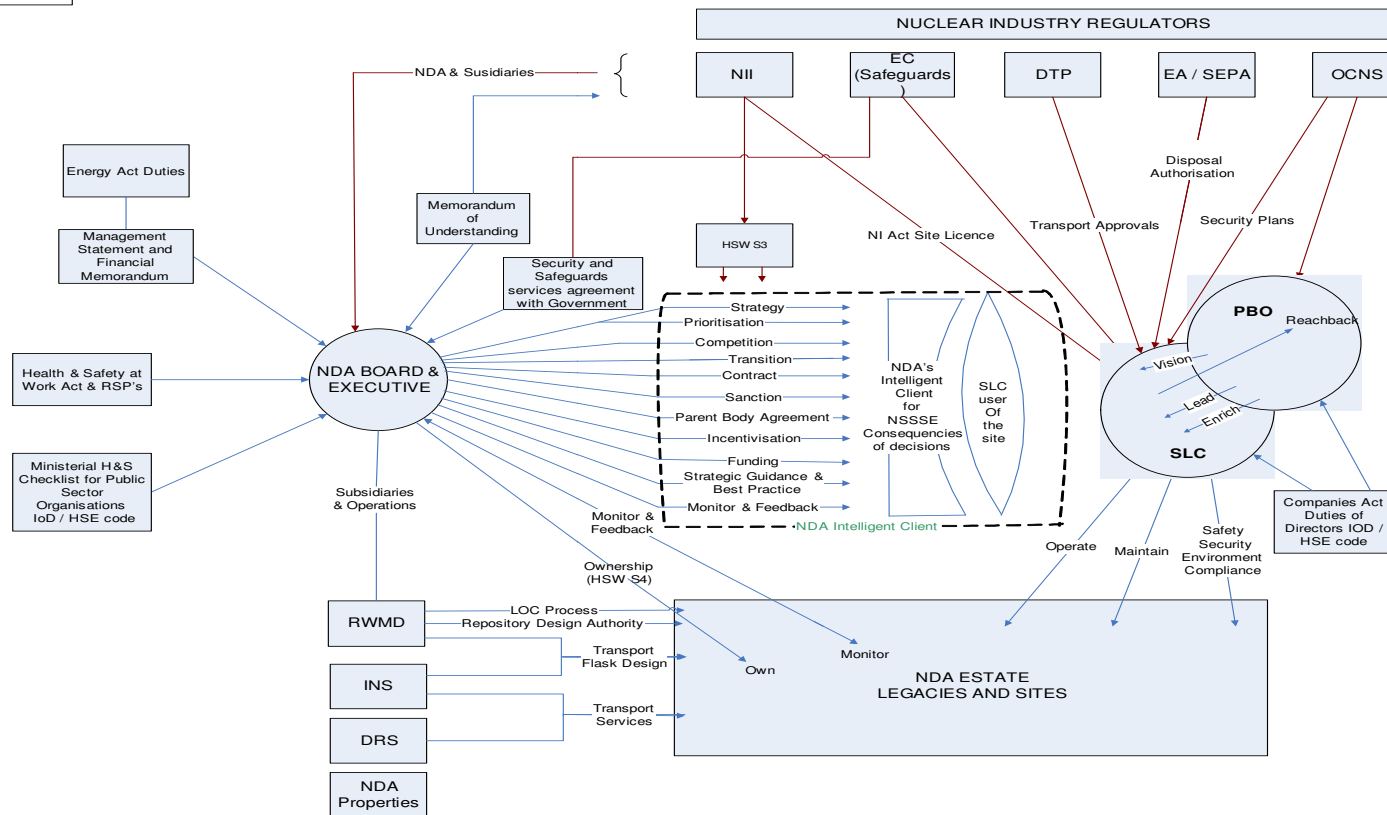 NUCLEAR INDUSTRY REGULATORS
NII
EC
(Safeguards
)
DTP
EA / SEPA
OCNS
NDA & Susidiaries
Energy Act Duties
Management
Statement and
Financial
Memorandum
Memorandum
of
Understanding
Security and
Safeguards
services agreement
with Government
HSW S3
NI Act Site Licence
Transport Approvals
Disposal
Authorisation
Security Plans
Health & Safety at
Work Act & RSP's
Ministerial H&S
Checklist for Public
Sector
Organisations
IoD / HSE code
NDA BOARD &
EXECUTIVE
Strategy
Prioritisation
Competition
Transition
Contract
Sanction
Parent Body Agreement
Incentivisation
Funding
Strategic Guidance &
Best Practice
Monitor & Feedback
NDA's
Intelligent
Client
for
NSSSE
Consequencies
of decisions
SLC
user
Of the
site
NDA Intelligent Client
PBO
Reachback
Vision
Lead
Enrich
SLC
Companies Act
Duties of
Directors IOD /
HSE code
Subsidiaries
& Operations
Monitor &
Feedback
Ownership
(HSW S4)
Operate
Maintain
Safety
Security
Environment
Compliance
RWMD
LOC Process
Repository Design Authority
Transport
Flask Design
INS
Transport
Services
DRS
NDA
Properties
Own
Monitor
NDA ESTATE
LEGACIES AND SITES